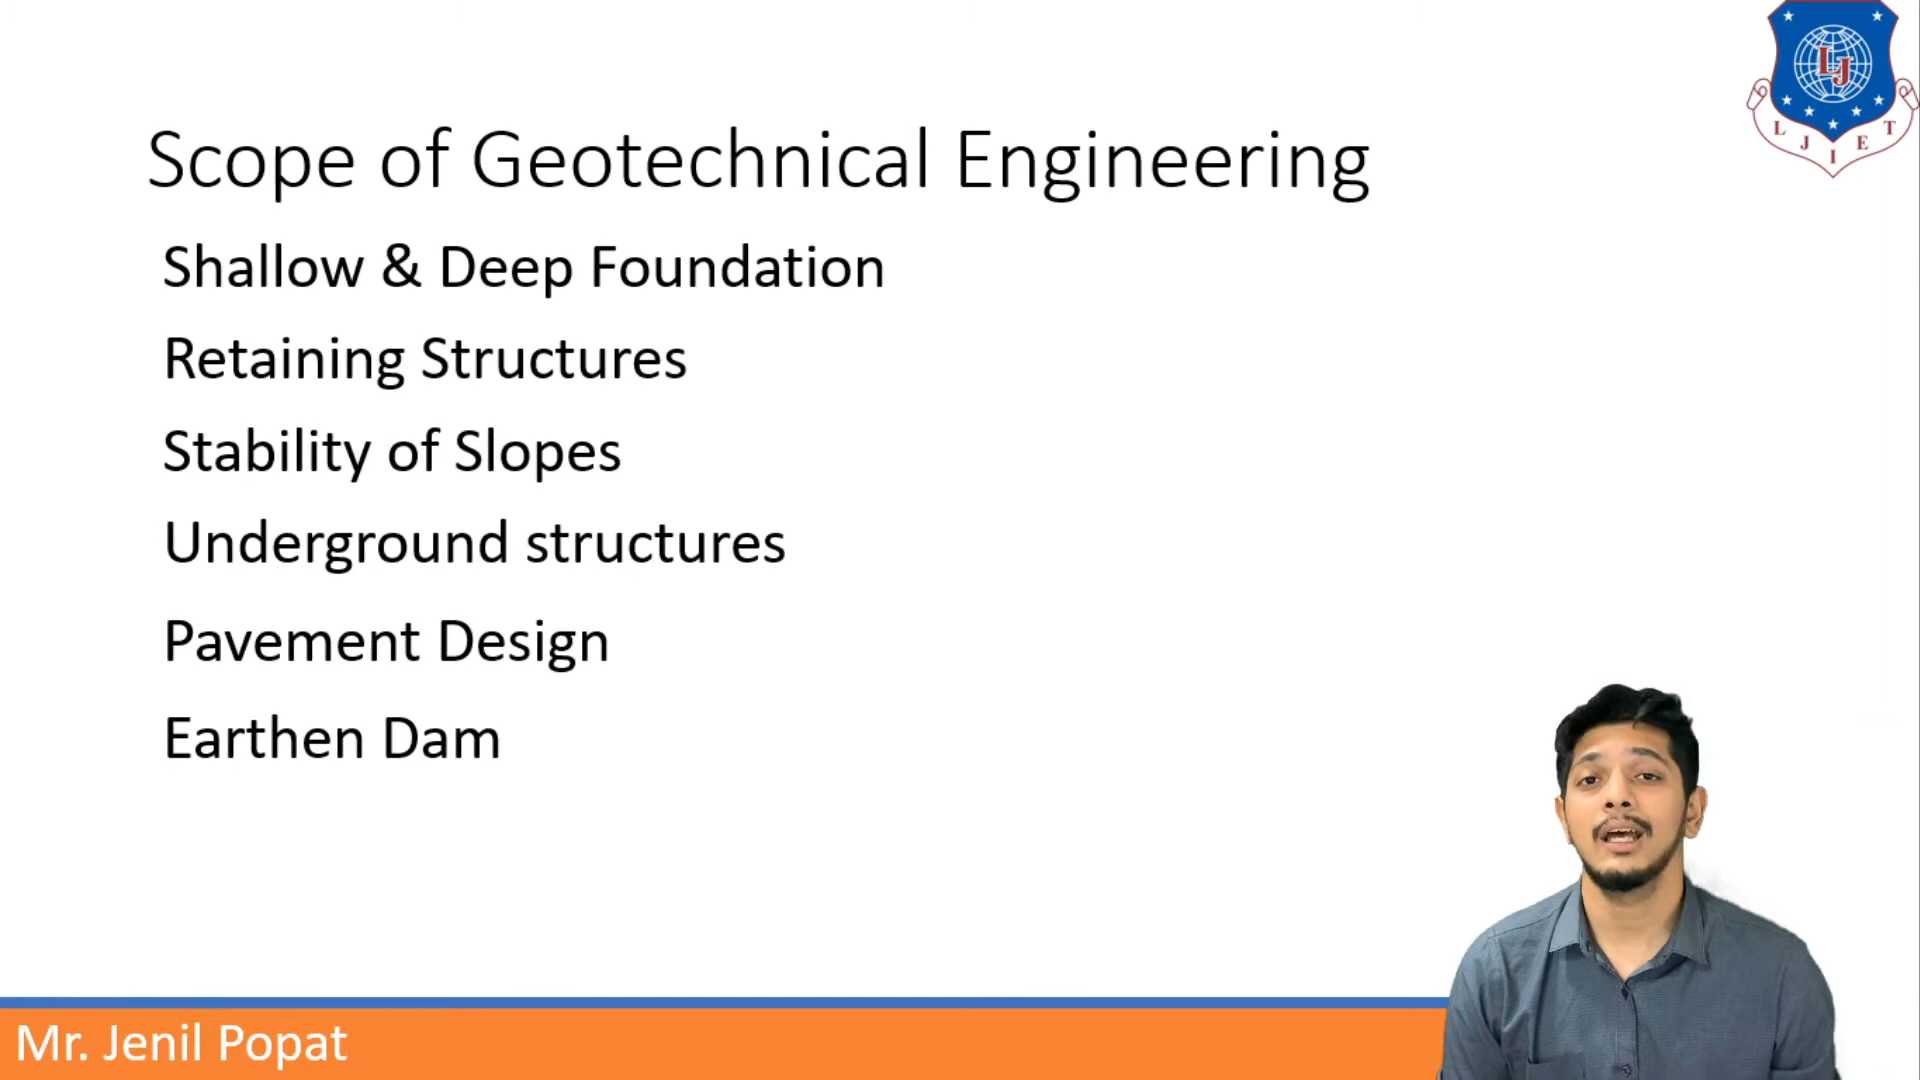 Scope of Geotechnical Engineering
Shallow & Deep Foundation
Retaining Structures
Stability of Slopes
Underground structures
Pavement Design
Earthen Dam
Mr. Jenil Popat
LJ
L J I E T